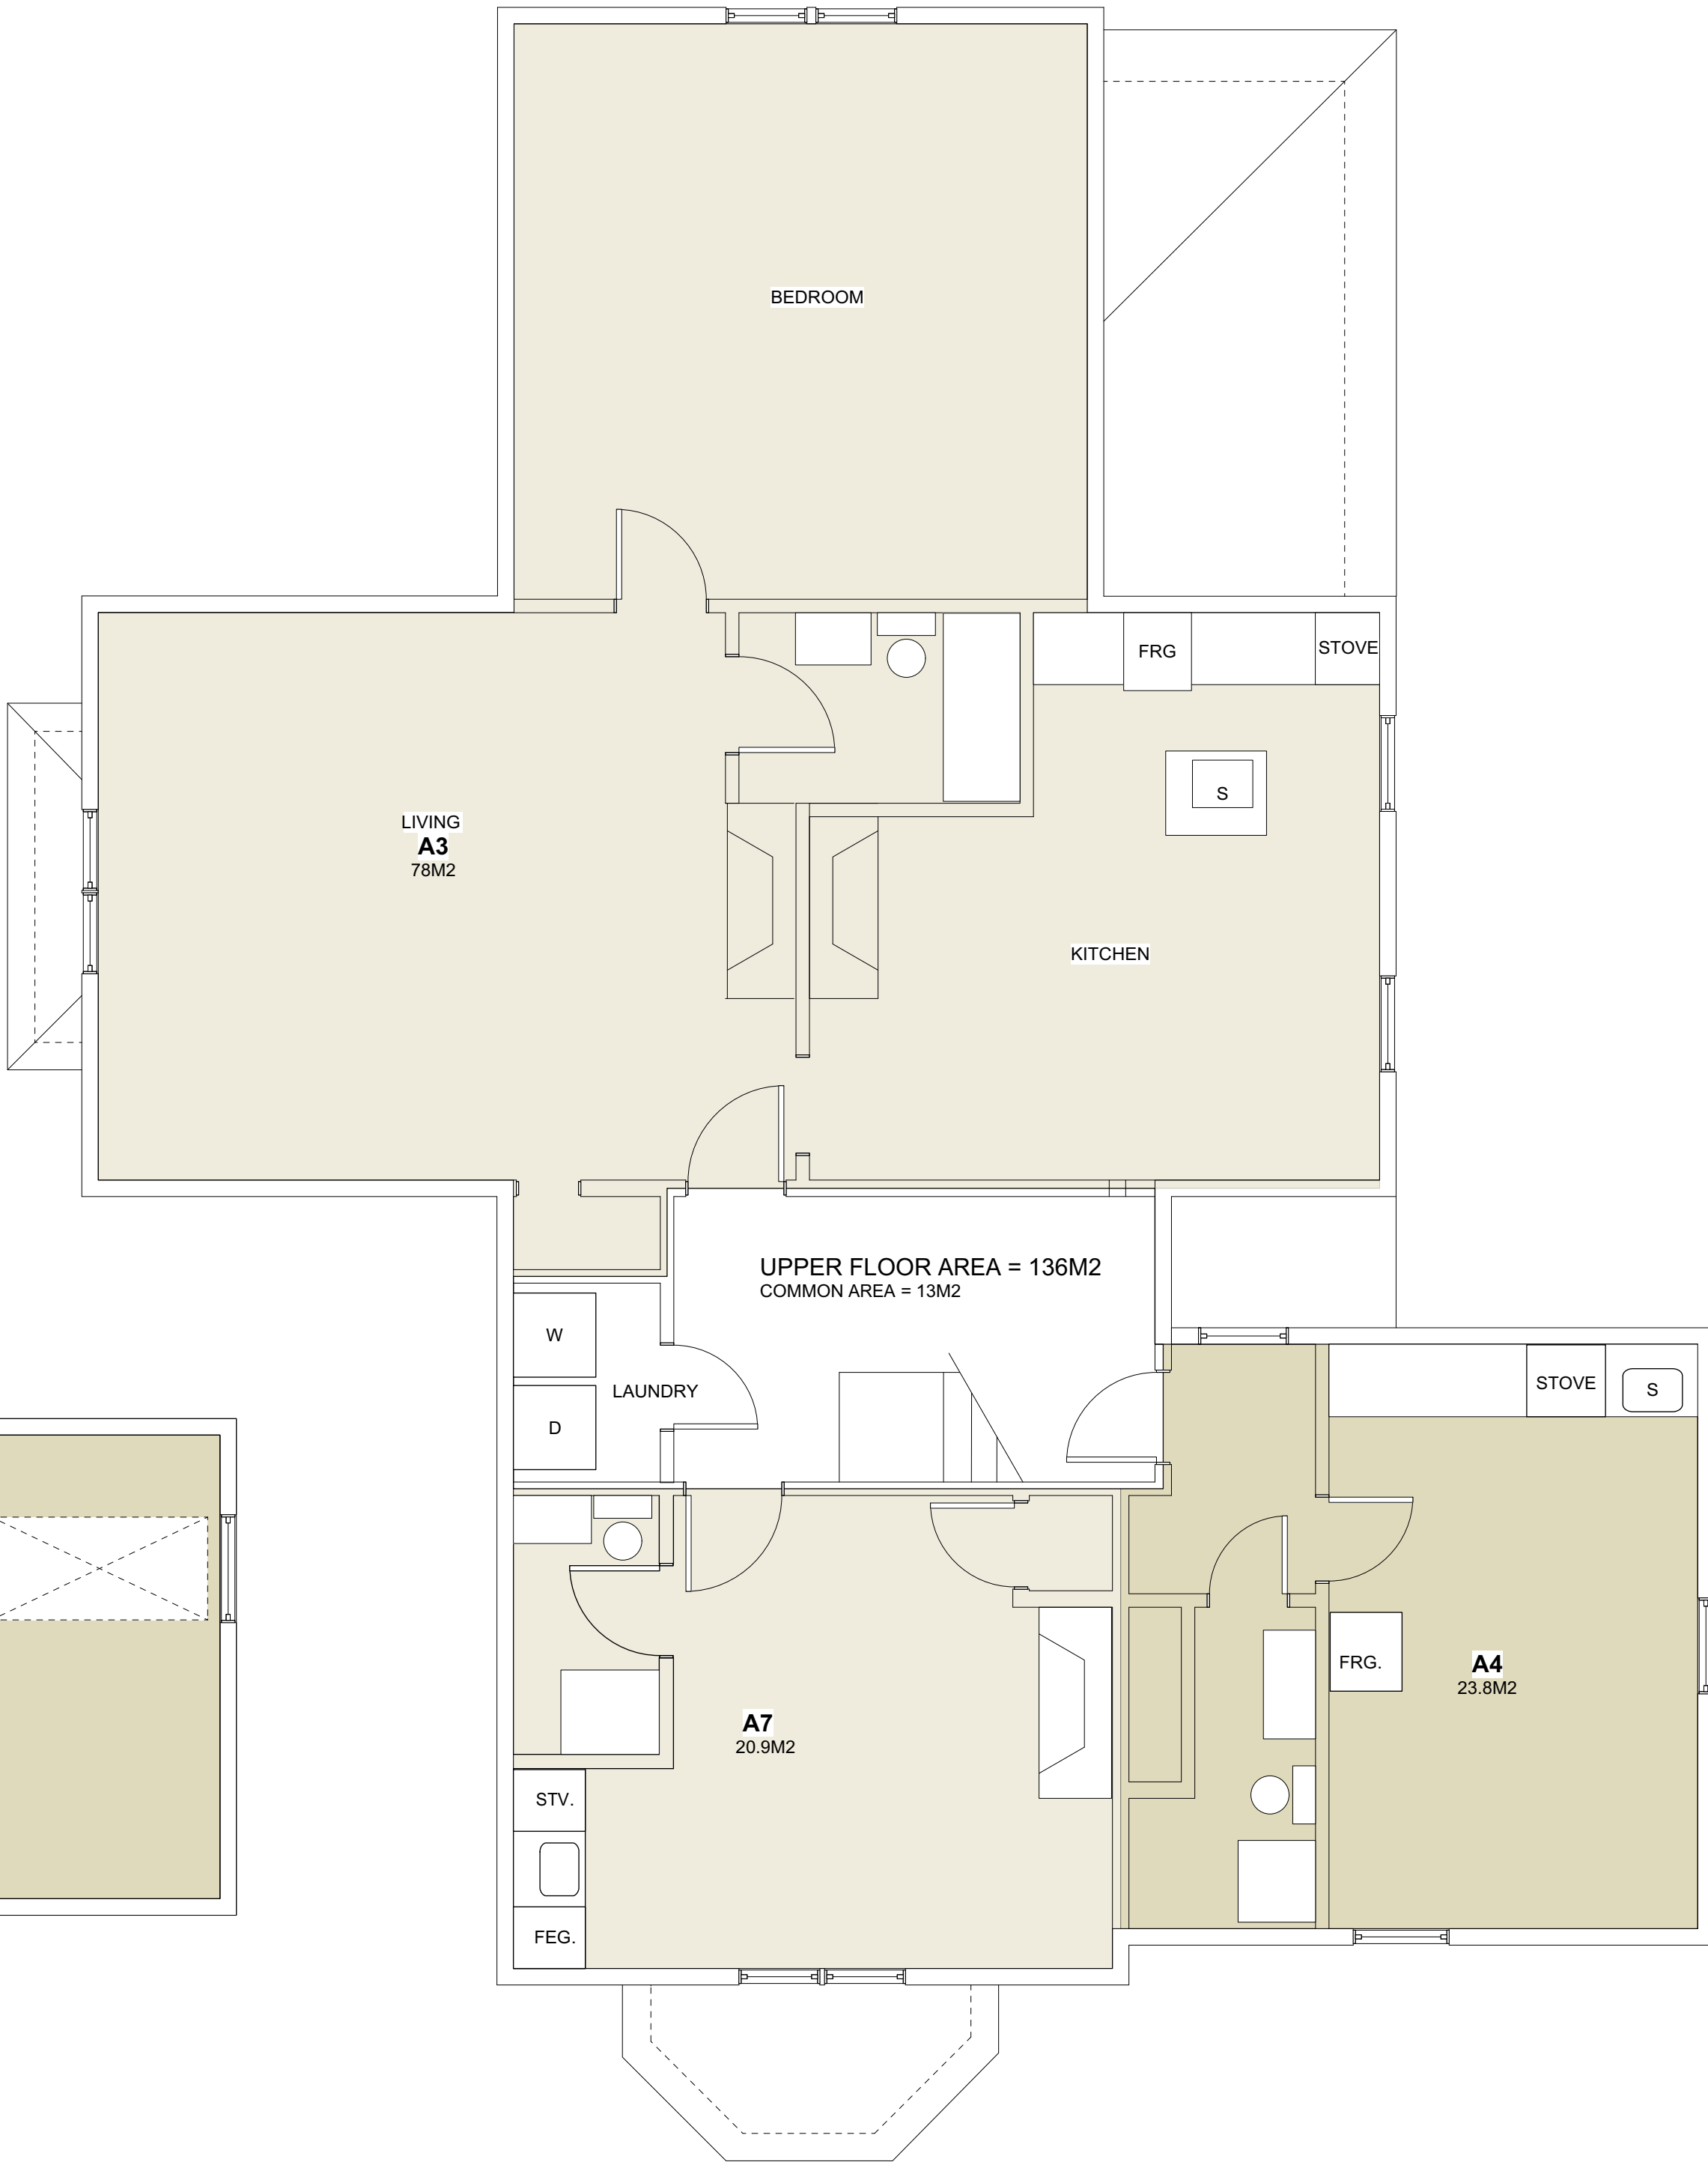 BEDROOM
FRG
STOVE
S
LIVING
A3
78M2
KITCHEN
UPPER FLOOR AREA = 136M2
COMMON AREA = 13M2
W
LAUNDRY
D
STOVE
S
FRG.
A4
23.8M2
A7
20.9M2
STV.
FEG.